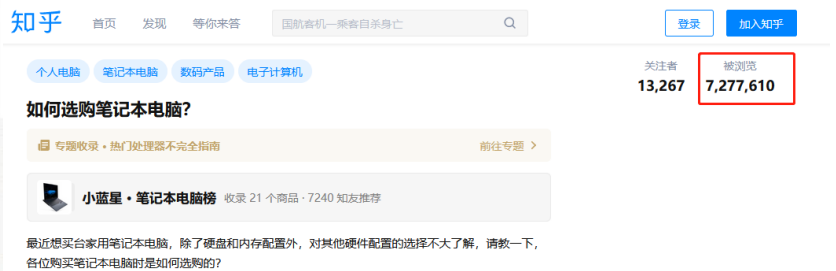 知乎 首页 发现 等你来答 国航客机一乘客自杀身亡 登录 加入知乎
个人电脑 笔记本电脑 数码产品 电子计算机
关注者 被浏览
13,267 7,277,610
如何选购笔记本电脑？
专题收录 • 热门处理器不完全指南 前往专题 >
小蓝星 • 笔记本电脑榜 收录 21 个商品 · 7240 知友推荐
最近想买台家用笔记本电脑，除了硬盘和内存配置外，对其他硬件配置的选择不大了解，请教一下，
各位购买笔记本电脑时是如何选购的？